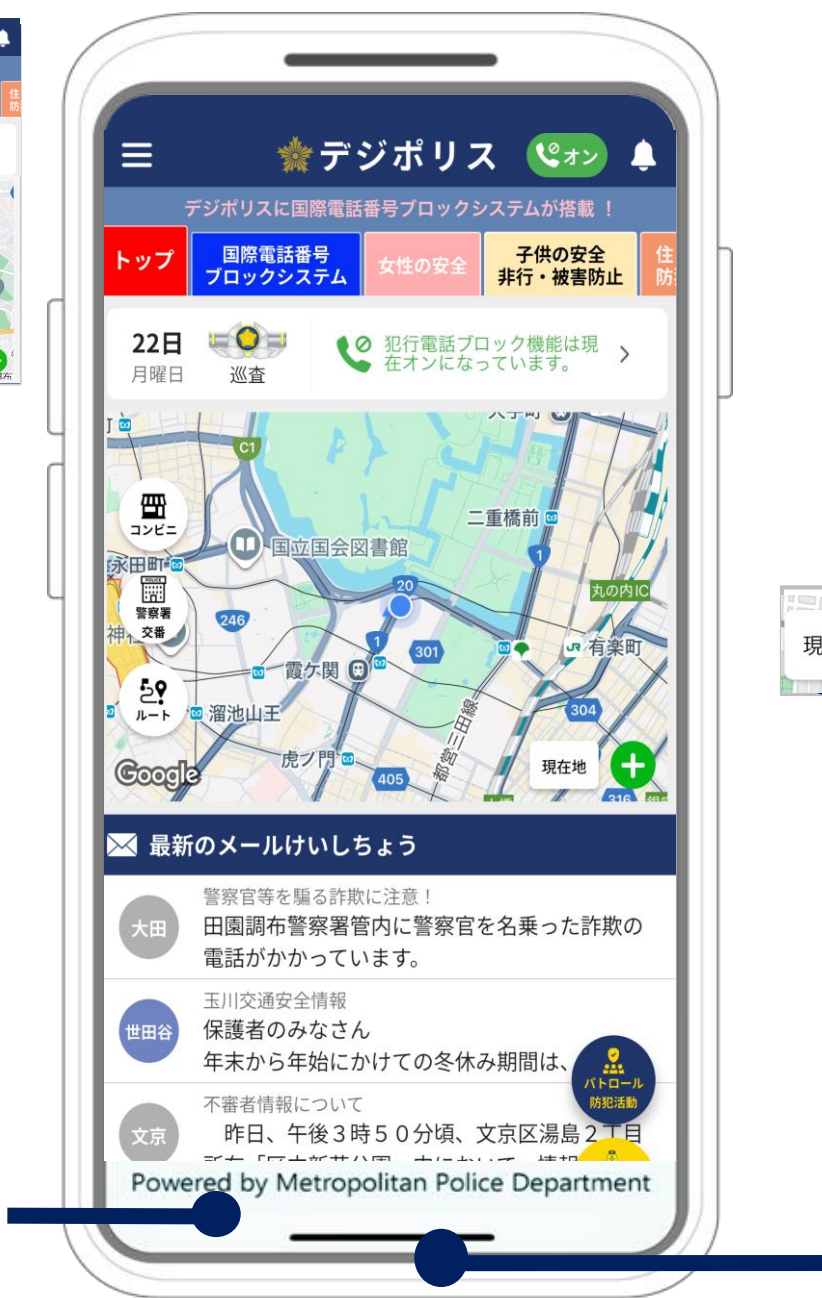 デジポリス
オン
デジポリスに国際電話番号ブロックシステムが搭載 !
トップ
国際電話番号
ブロックシステム
女性の安全
子供の安全
非行・被害防止
住
防
22日
月曜日
巡査
犯行電話ブロック機能は現
在オンになっています。
C1
コンビニ
国立国会図書館
二重橋前
1
永田町
POLICE
警察署
交番
20
丸の内IC
246
1
301
JR 有楽町
霞ケ関
ルート
溜池山王
都営三田線
304
虎ノ門
405
現在地
Google
316
最新のメールけいしちょう
警察官等を騙る詐欺に注意！
大田
田園調布警察署管内に警察官を名乗った詐欺の
電話がかかっています。
玉川交通安全情報
世田谷
保護者のみなさん
年末から年始にかけての冬休み期間は、
パトロール
防犯活動
不審者情報について
文京
昨日、午後３時５０分頃、文京区湯島２丁目
Powered by Metropolitan Police Department
住
防
現